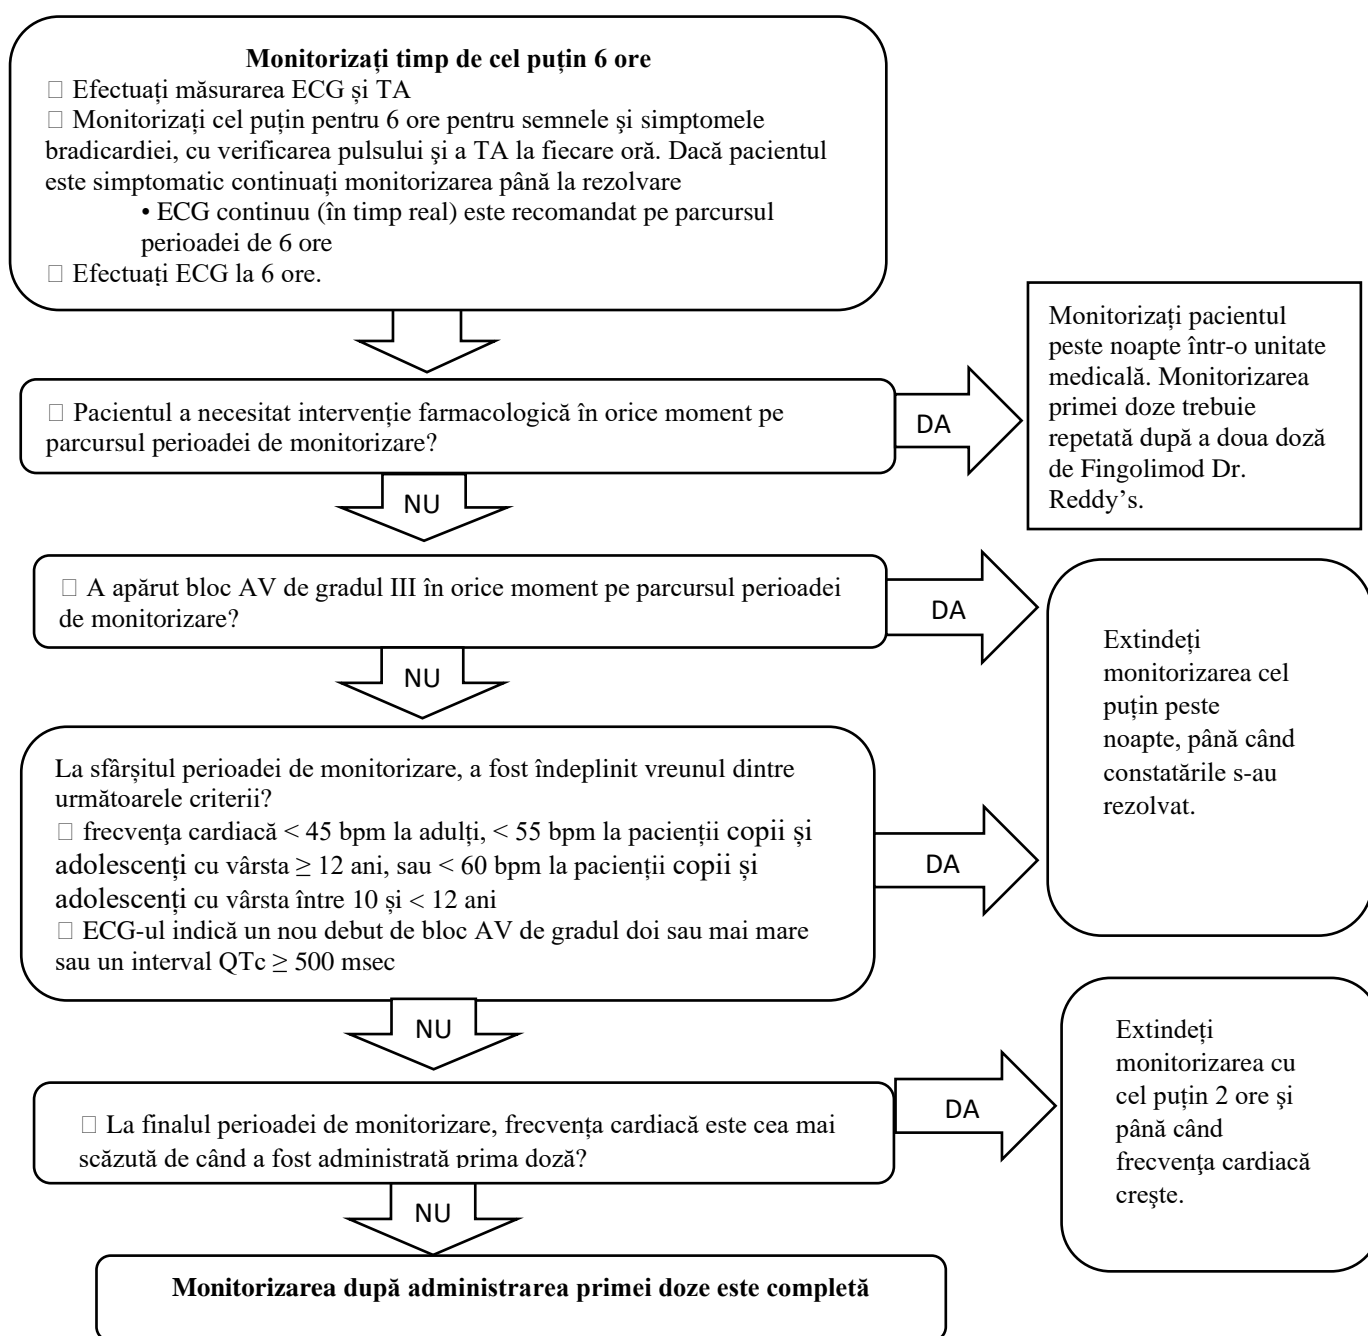 Monitorizați timp de cel puțin 6 ore
□ Efectuați măsurarea ECG și TA
□ Monitorizați cel puțin pentru 6 ore pentru semnele şi simptomele
bradicardiei, cu verificarea pulsului şi a TA la fiecare oră. Dacă pacientul
este simptomatic continuați monitorizarea până la rezolvare
• ECG continuu (în timp real) este recomandat pe parcursul
perioadei de 6 ore
□ Efectuați ECG la 6 ore.
□ Pacientul a necesitat intervenție farmacologică în orice moment pe
parcursul perioadei de monitorizare?
DA
Monitorizați pacientul
peste noapte într-o unitate
medicală. Monitorizarea
primei doze trebuie
repetată după a doua doză
de Fingolimod Dr.
Reddy’s.
NU
□ A apărut bloc AV de gradul III în orice moment pe parcursul perioadei
de monitorizare?
DA
Extindeți
monitorizarea cel
puțin peste
noapte, până când
constatările s-au
rezolvat.
NU
La sfârșitul perioadei de monitorizare, a fost îndeplinit vreunul dintre
următoarele criterii?
□ frecvenţa cardiacă < 45 bpm la adulți, < 55 bpm la pacienții copii și
adolescenți cu vârsta ≥ 12 ani, sau < 60 bpm la pacienții copii și
adolescenți cu vârsta între 10 și < 12 ani
□ ECG-ul indică un nou debut de bloc AV de gradul doi sau mai mare
sau un interval QTc ≥ 500 msec
DA
NU
□ La finalul perioadei de monitorizare, frecvența cardiacă este cea mai
scăzută de când a fost administrată prima doză?
DA
Extindeți
monitorizarea cu
cel puțin 2 ore şi
până când
frecvenţa cardiacă
creşte.
NU
Monitorizarea după administrarea primei doze este completă